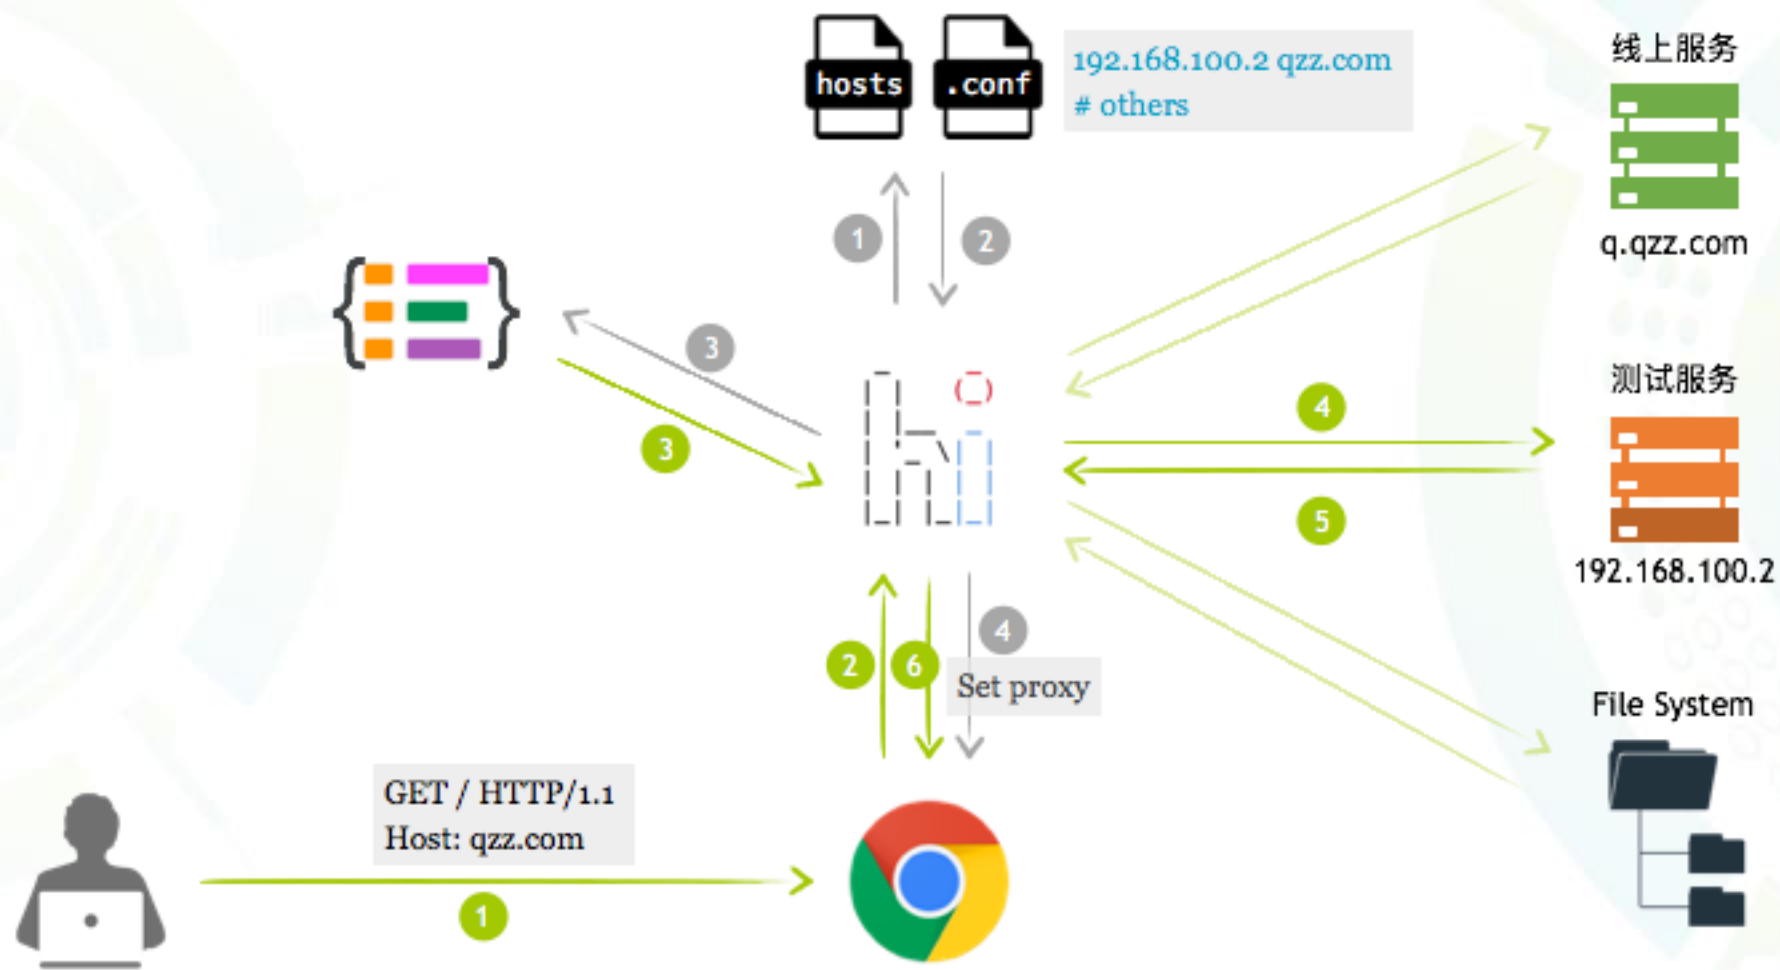 hosts
.conf
192.168.100.2 qzz.com
# others
线上服务
q.qzz.com
1
2
3
3
测试服务
4
5
192.168.100.2
2
6
4
Set proxy
File System
GET / HTTP/1.1
Host: qzz.com
1